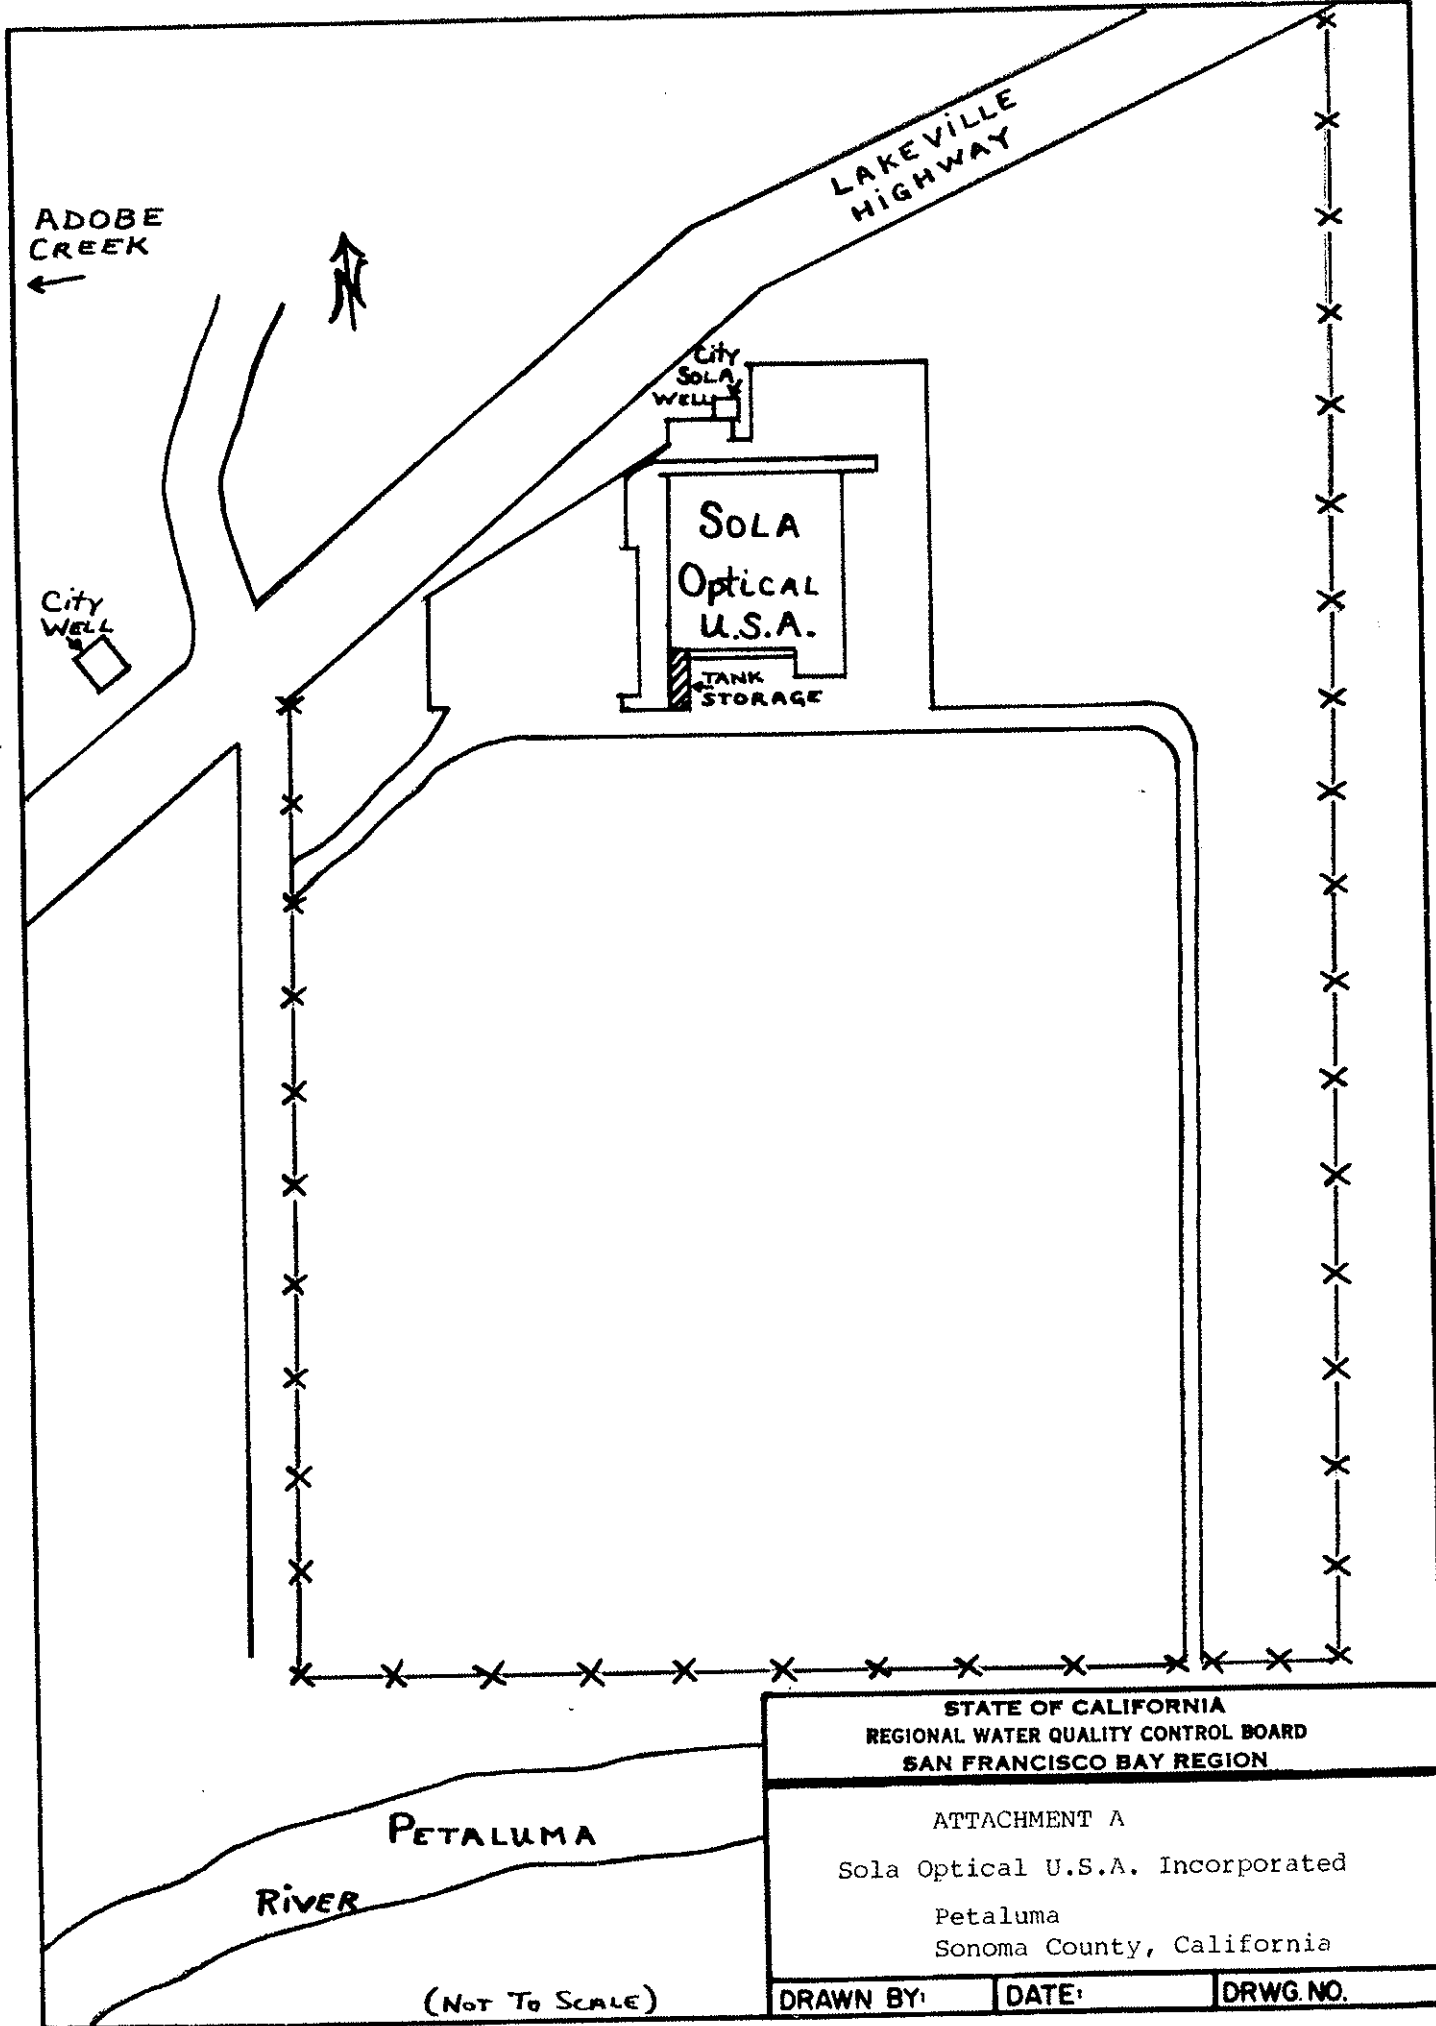 LAKEVILLE
HIGHWAY
ADOBE
CREEK
N
City
SOLA
WELL
SOLA
Optical
U.S.A.
City
WELL
TANK
STORAGE
STATE OF CALIFORNIA
REGIONAL WATER QUALITY CONTROL BOARD
SAN FRANCISCO BAY REGION
ATTACHMENT A
Sola Optical U.S.A. Incorporated
Petaluma
Sonoma County, California
PETALUMA
RIVER
(NOT TO SCALE)
DRAWN BY:
DATE:
DRWG. NO.